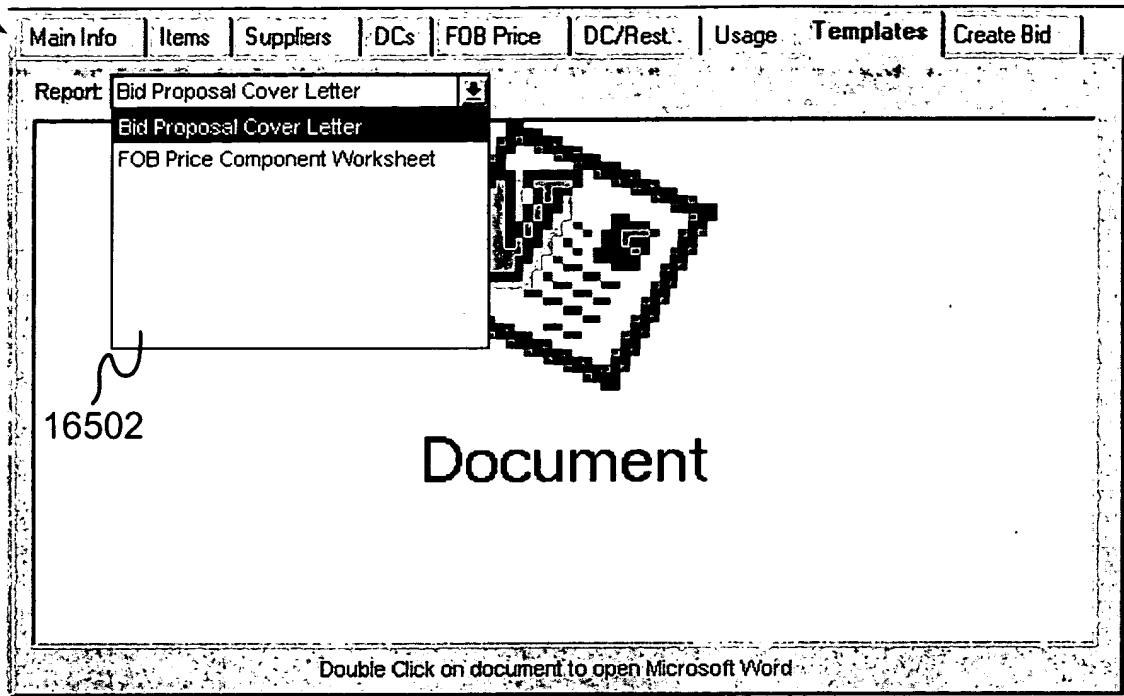 Main Info Items Suppliers DCs FOB Price DC/Rest. Usage Templates Create Bid
Report: Bid Proposal Cover Letter
Bid Proposal Cover Letter
FOB Price Component Worksheet
16502
Document
Double Click on document to open Microsoft Word